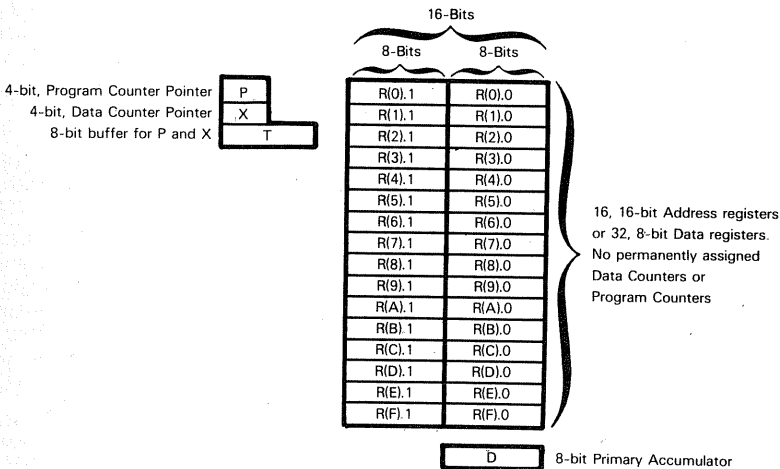 16-Bits
8-Bits 8-Bits
4-bit, Program Counter Pointer P
4-bit, Data Counter Pointer X
8-bit buffer for P and X T
R(0).1 R(0).0
R(1).1 R(1).0
R(2).1 R(2).0
R(3).1 R(3).0
R(4).1 R(4).0
R(5).1 R(5).0
R(6).1 R(6).0
R(7).1 R(7).0
R(8).1 R(8).0
R(9).1 R(9).0
R(A).1 R(A).0
R(B).1 R(B).0
R(C).1 R(C).0
R(D).1 R(D).0
R(E).1 R(E).0
R(F).1 R(F).0
16, 16-bit Address registers
or 32, 8-bit Data registers.
No permanently assigned
Data Counters or
Program Counters
D 8-bit Primary Accumulator